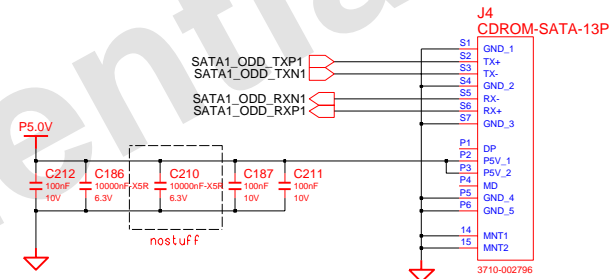 J4
CDROM-SATA-13P
S1 GND_1
SATA1_ODD_TXP1 S2 TX+
SATA1_ODD_TXN1 S3 TX-
S4 GND_2
SATA1_ODD_RXN1 S5 RX-
SATA1_ODD_RXP1 S6 RX+
S7 GND_3
P5.0V
P1 DP
P2 P5V_1
P3 P5V_2
P4 MD
P5 GND_4
P6 GND_5
14 MNT1
15 MNT2
3710-002796
C212 C186 C210 C187 C211
100nF 10000nF-X5R 10000nF-X5R 100nF 100nF
10V 6.3V 6.3V 10V 10V
nostuff